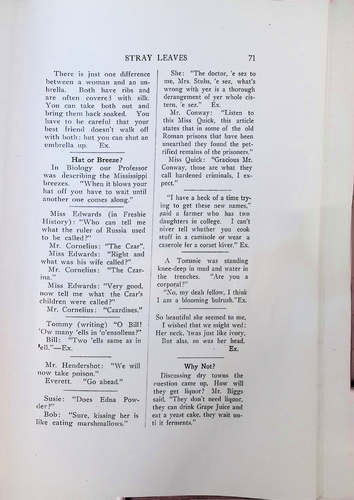 STRAY LEAVES 71
There is just one difference
between a woman and an um-
brella. Both have ribs and
are often covered with silk.
You can take both out and
bring them back soaked. You
have to be careful that your
best friend doesn't walk off
with both: but you can shut an
umbrella up. Ex.
Hat or Breeze?
In Biology our Professor
was describing the Mississippi
breezes. "When it blows your
hat off you have to wait until
another one comes along."
Miss Edwards (in Freshie
History): "Who can tell me
what the ruler of Russia used
to be called?"
Mr. Cornelius: "The Czar".
Miss Edwards: "Right and
what was his wife called?"
Mr. Cornelius: "The Czar-
ina."
Miss Edwards: "Very good,
now tell me what the Czar's
children were called?"
Mr. Cornelius: "Czardines."
Tommy (writing) "O Bill!
'Ow many 'ells in 'o'ensollens?"
Bill: "Two 'ells same as in
'ell."—Ex.
Mr. Hendershot: "We will
now take poison."
Everett. "Go ahead."
Susie: "Does Edna Pow-
der?"
Bob: "Sure, kissing her is
like eating marshmallows."
She: "The doctor, 'e sez to
me, Mrs. Stubs, 'e sez, what's
wrong with yez is a thorough
derangement of yer whole cis-
tern, 'e sez." Ex.
Mr. Conway: "Listen to
this Miss Quick, this article
states that in some of the old
Roman prisons that have been
unearthed they found the pet-
rified remains of the prisoners."
Miss Quick: "Gracious Mr.
Conway, those are what they
call hardened criminals, I ex-
pect."
"I have a heck of a time try-
ing to get these new names,"
said a farmer who has two
daughters in college. I can't
niver tell whether you cook
stuff in a camisole or wear a
caserole for a corset kiver." Ex.
A Tommie was standing
knee-deep in mud and water in
the trenches. "Are you a
corporal?"
"No, my deah fellow, I think
I am a blooming bulrush."Ex.
So beautiful she seemed to me,
I wished that we might wed:
Her neck, 'twas just like ivory,
But alas, so was her head.
Ex.
Why Not?
Discussing dry towns the
question came up, How will
they get liquor? Mr. Biggs
said, "They don't need liquor,
they can drink Grape Juice and
eat a yeast cake, they wait un-
ti it ferments."